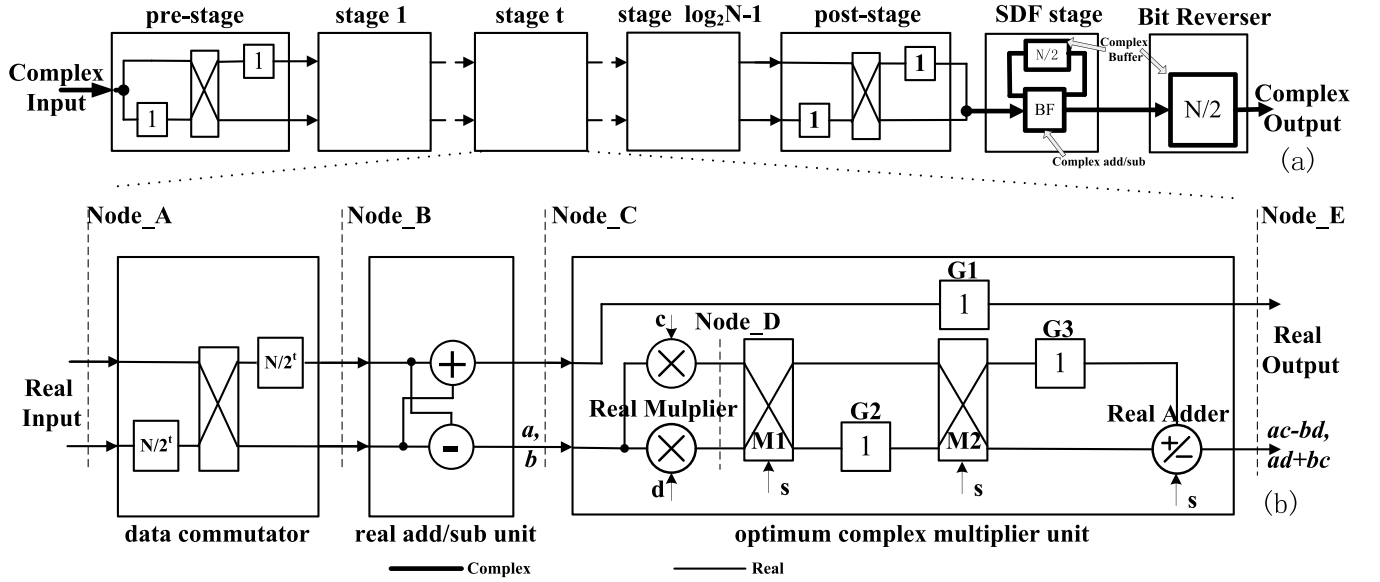 pre-stage
stage 1
stage t
stage log₂N-1
post-stage
SDF stage
Bit Reverser
Complex
Input
1
1
1
1
N/2
BF
Complex
Buffer
Complex add/sub
N/2
Complex
Output
(a)
Node_A
Node_B
Node_C
Node_E
Real
Input
N/2ᵗ
N/2ᵗ
+
-
a,
b
c
d
Node_D
Real Mulplier
M1
s
G1
1
G2
1
M2
s
G3
1
Real Adder
+/-
s
Real
Output
ac-bd,
ad+bc
(b)
data commutator
real add/sub unit
optimum complex multiplier unit
Complex
Real